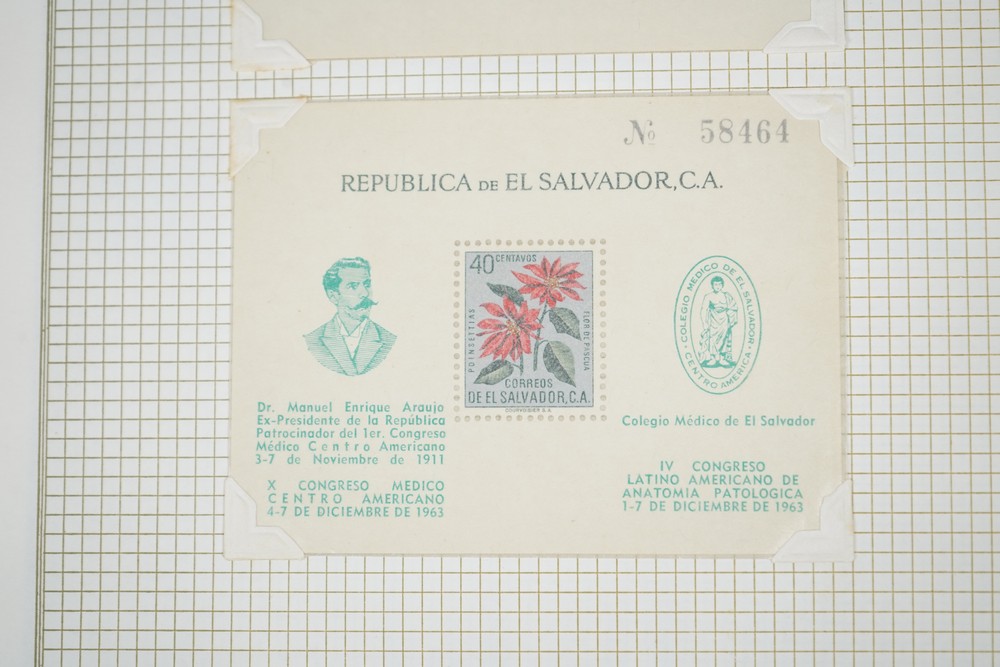 Nº 58464
REPUBLICA DE EL SALVADOR, C.A.
40 CENTAVOS
POINSETTIAS
FLOR DE PASCUA
CORREOS
DE EL SALVADOR, C.A.
COURVOISIER S.A.
COLEGIO MEDICO DE EL SALVADOR
CENTRO AMERICA
Dr. Manuel Enrique Araujo
Ex-Presidente de la República
Patrocinador del 1er. Congreso
Médico Centro Americano
3-7 de Noviembre de 1911
X CONGRESO MEDICO
CENTRO AMERICANO
4-7 DE DICIEMBRE DE 1963
Colegio Médico de El Salvador
IV CONGRESO
LATINO AMERICANO DE
ANATOMIA PATOLOGICA
1-7 DE DICIEMBRE DE 1963